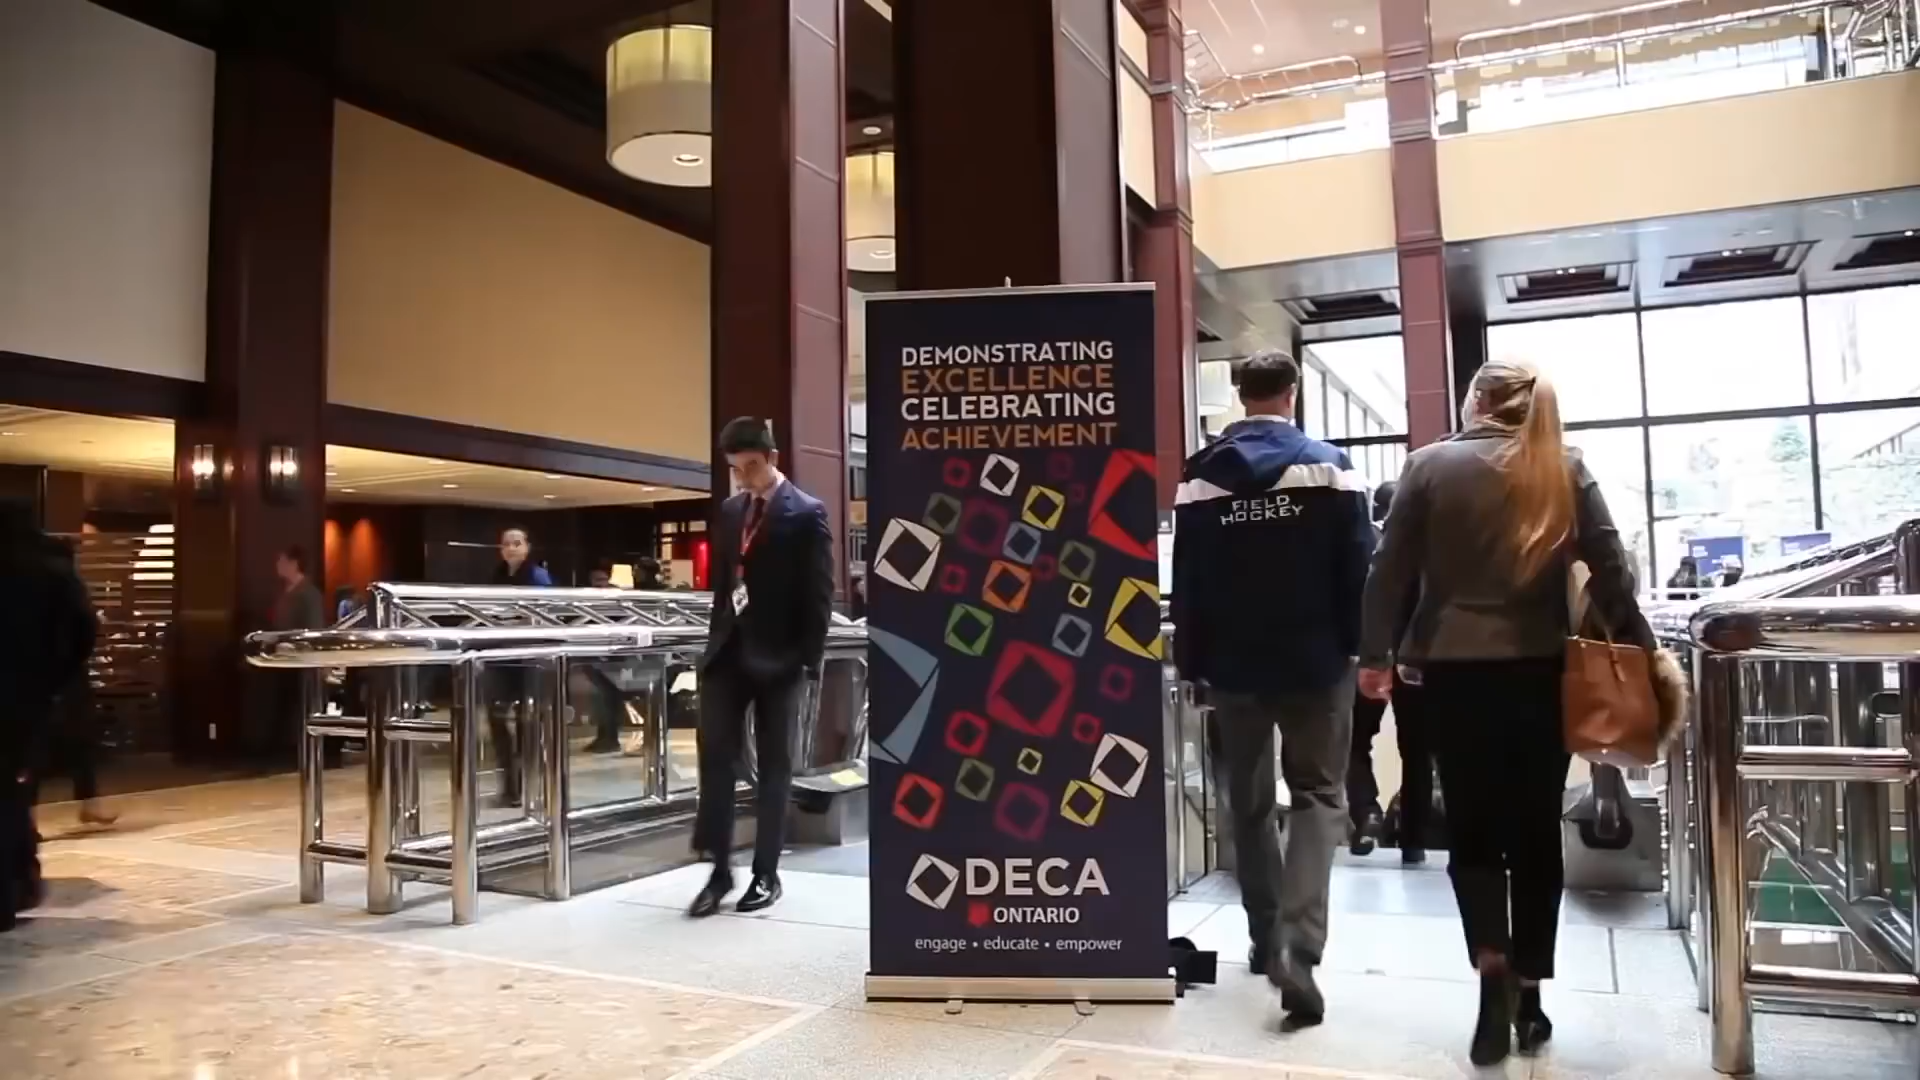 DEMONSTRATING
EXCELLENCE
CELEBRATING
ACHIEVEMENT
DECA
ONTARIO
engage • educate • empower
FIELD
HOCKEY